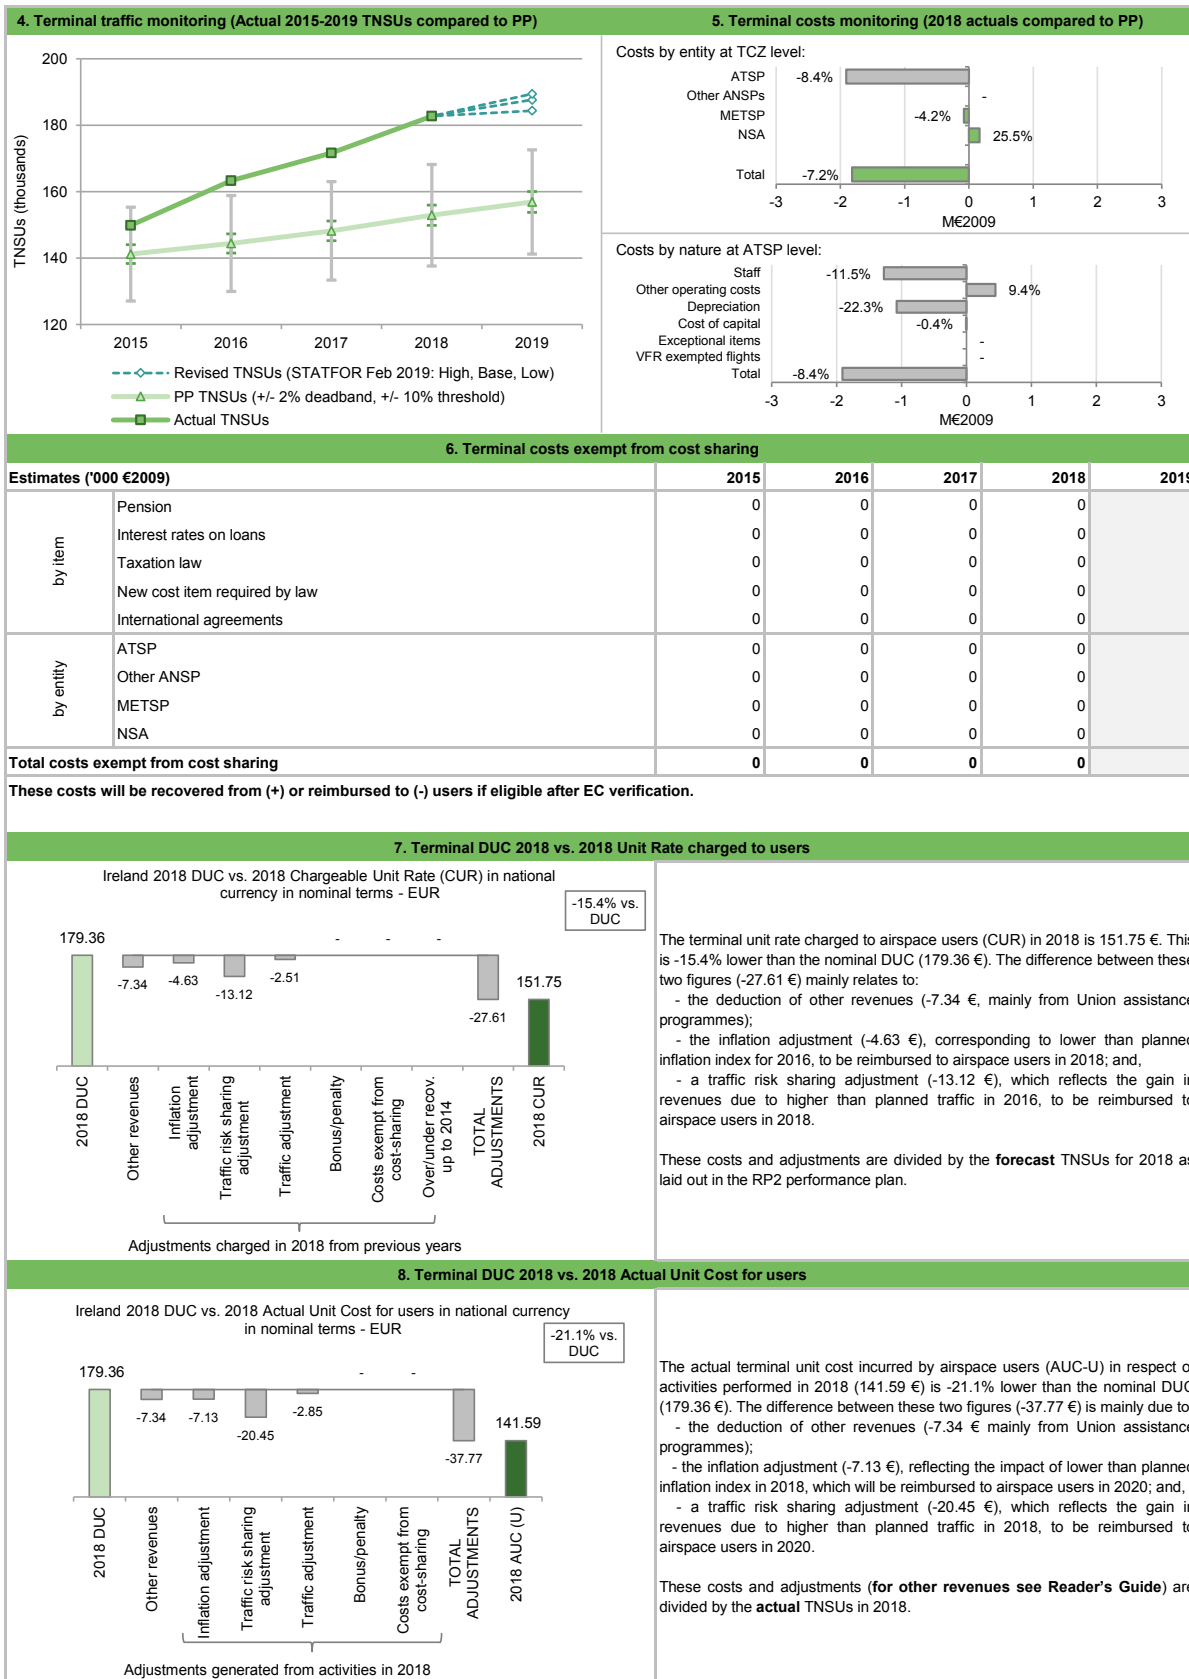 4. Terminal traffic monitoring (Actual 2015-2019 TNSUs compared to PP)
200
180
160
140
120
TNSUs (thousands)
2015 2016 2017 2018 2019
Revised TNSUs (STATFOR Feb 2019: High, Base, Low)
PP TNSUs (+/- 2% deadband, +/- 10% threshold)
Actual TNSUs
5. Terminal costs monitoring (2018 actuals compared to PP)
Costs by entity at TCZ level:
ATSP -8.4%
Other ANSPs -
METSP -4.2%
NSA 25.5%
Total -7.2%
-3 -2 -1 0 1 2 3
M€2009
Costs by nature at ATSP level:
Staff -11.5%
Other operating costs 9.4%
Depreciation -22.3%
Cost of capital -0.4%
Exceptional items -
VFR exempted flights -
Total -8.4%
-3 -2 -1 0 1 2 3
M€2009
6. Terminal costs exempt from cost sharing
Estimates ('000 €2009) 2015 2016 2017 2018 2019
by item
Pension 0 0 0 0
Interest rates on loans 0 0 0 0
Taxation law 0 0 0 0
New cost item required by law 0 0 0 0
International agreements 0 0 0 0
by entity
ATSP 0 0 0 0
Other ANSP 0 0 0 0
METSP 0 0 0 0
NSA 0 0 0 0
Total costs exempt from cost sharing 0 0 0 0
These costs will be recovered from (+) or reimbursed to (-) users if eligible after EC verification.
7. Terminal DUC 2018 vs. 2018 Unit Rate charged to users
Ireland 2018 DUC vs. 2018 Chargeable Unit Rate (CUR) in national
currency in nominal terms - EUR
-15.4% vs.
DUC
179.36
-7.34
-4.63
-13.12
-2.51
-
-
-
-27.61
151.75
2018 DUC
Other revenues
Inflation
adjustment
Traffic risk sharing
adjustment
Traffic adjustment
Bonus/penalty
Costs exempt from
cost-sharing
Over/under recov.
up to 2014
TOTAL
ADJUSTMENTS
2018 CUR
Adjustments charged in 2018 from previous years
The terminal unit rate charged to airspace users (CUR) in 2018 is 151.75 €. This
is -15.4% lower than the nominal DUC (179.36 €). The difference between these
two figures (-27.61 €) mainly relates to:
- the deduction of other revenues (-7.34 €, mainly from Union assistance
programmes);
- the inflation adjustment (-4.63 €), corresponding to lower than planned
inflation index for 2016, to be reimbursed to airspace users in 2018; and,
- a traffic risk sharing adjustment (-13.12 €), which reflects the gain in
revenues due to higher than planned traffic in 2016, to be reimbursed to
airspace users in 2018.
These costs and adjustments are divided by the forecast TNSUs for 2018 as
laid out in the RP2 performance plan.
8. Terminal DUC 2018 vs. 2018 Actual Unit Cost for users
Ireland 2018 DUC vs. 2018 Actual Unit Cost for users in national currency
in nominal terms - EUR
-21.1% vs.
DUC
179.36
-7.34
-7.13
-20.45
-2.85
-
-
-37.77
141.59
2018 DUC
Other revenues
Inflation adjustment
Traffic risk sharing
adjustment
Traffic adjustment
Bonus/penalty
Costs exempt from
cost-sharing
TOTAL
ADJUSTMENTS
2018 AUC (U)
Adjustments generated from activities in 2018
The actual terminal unit cost incurred by airspace users (AUC-U) in respect of
activities performed in 2018 (141.59 €) is -21.1% lower than the nominal DUC
(179.36 €). The difference between these two figures (-37.77 €) is mainly due to
- the deduction of other revenues (-7.34 € mainly from Union assistance
programmes);
- the inflation adjustment (-7.13 €), reflecting the impact of lower than planned
inflation index in 2018, which will be reimbursed to airspace users in 2020; and,
- a traffic risk sharing adjustment (-20.45 €), which reflects the gain in
revenues due to higher than planned traffic in 2018, to be reimbursed to
airspace users in 2020.
These costs and adjustments (for other revenues see Reader's Guide) are
divided by the actual TNSUs in 2018.